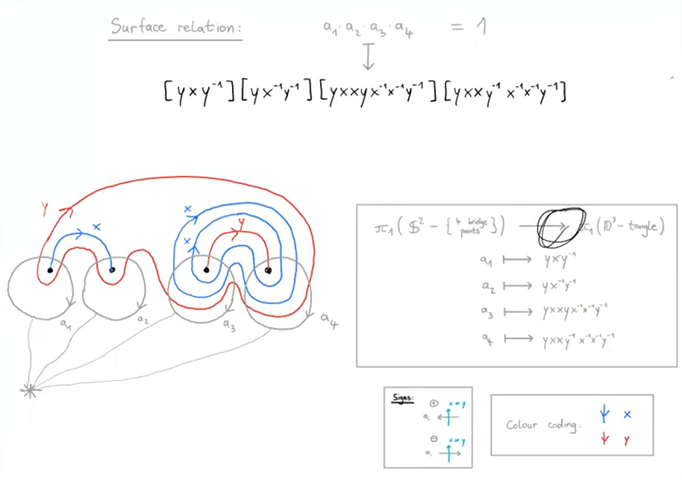 Surface relation: a₁·a₂·a₃·a₄ = 1
[yxy⁻¹][yx⁻¹y⁻¹][yxxyx⁻¹x⁻¹y⁻¹][yxxy⁻¹x⁻¹x⁻¹y⁻¹]
y
x
x
y
x
a₁
a₂
a₃
a₄
π₁(S² - {4 bridge points}) → π₁(D³ - tangle)
a₁ ↦ yxy⁻¹
a₂ ↦ yx⁻¹y⁻¹
a₃ ↦ yxxyx⁻¹x⁻¹y⁻¹
a₄ ↦ yxxy⁻¹x⁻¹x⁻¹y⁻¹
Signs:
⊕ x or y
aᵢ ←
⊖ x or y
aᵢ →
Colour coding: ↓ x
↓ y